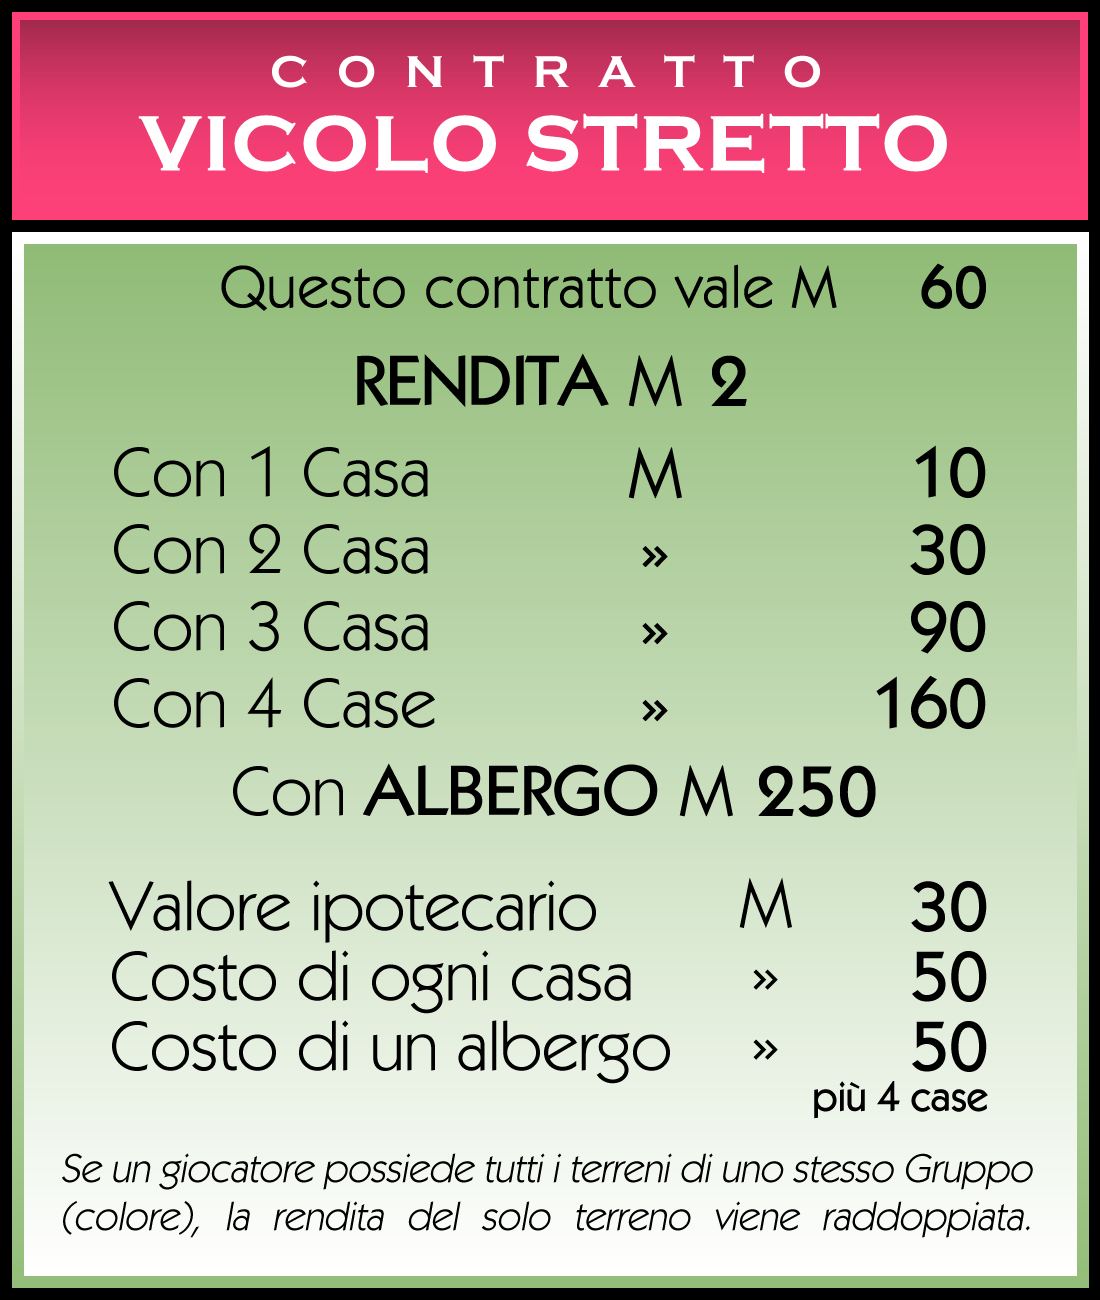 CONTRATTO
VICOLO STRETTO
Questo contratto vale M 60
RENDITA M 2
Con 1 Casa M 10
Con 2 Casa » 30
Con 3 Casa » 90
Con 4 Case » 160
Con ALBERGO M 250
Valore ipotecario M 30
Costo di ogni casa » 50
Costo di un albergo » 50
più 4 case
Se un giocatore possiede tutti i terreni di uno stesso Gruppo
(colore), la rendita del solo terreno viene raddoppiata.